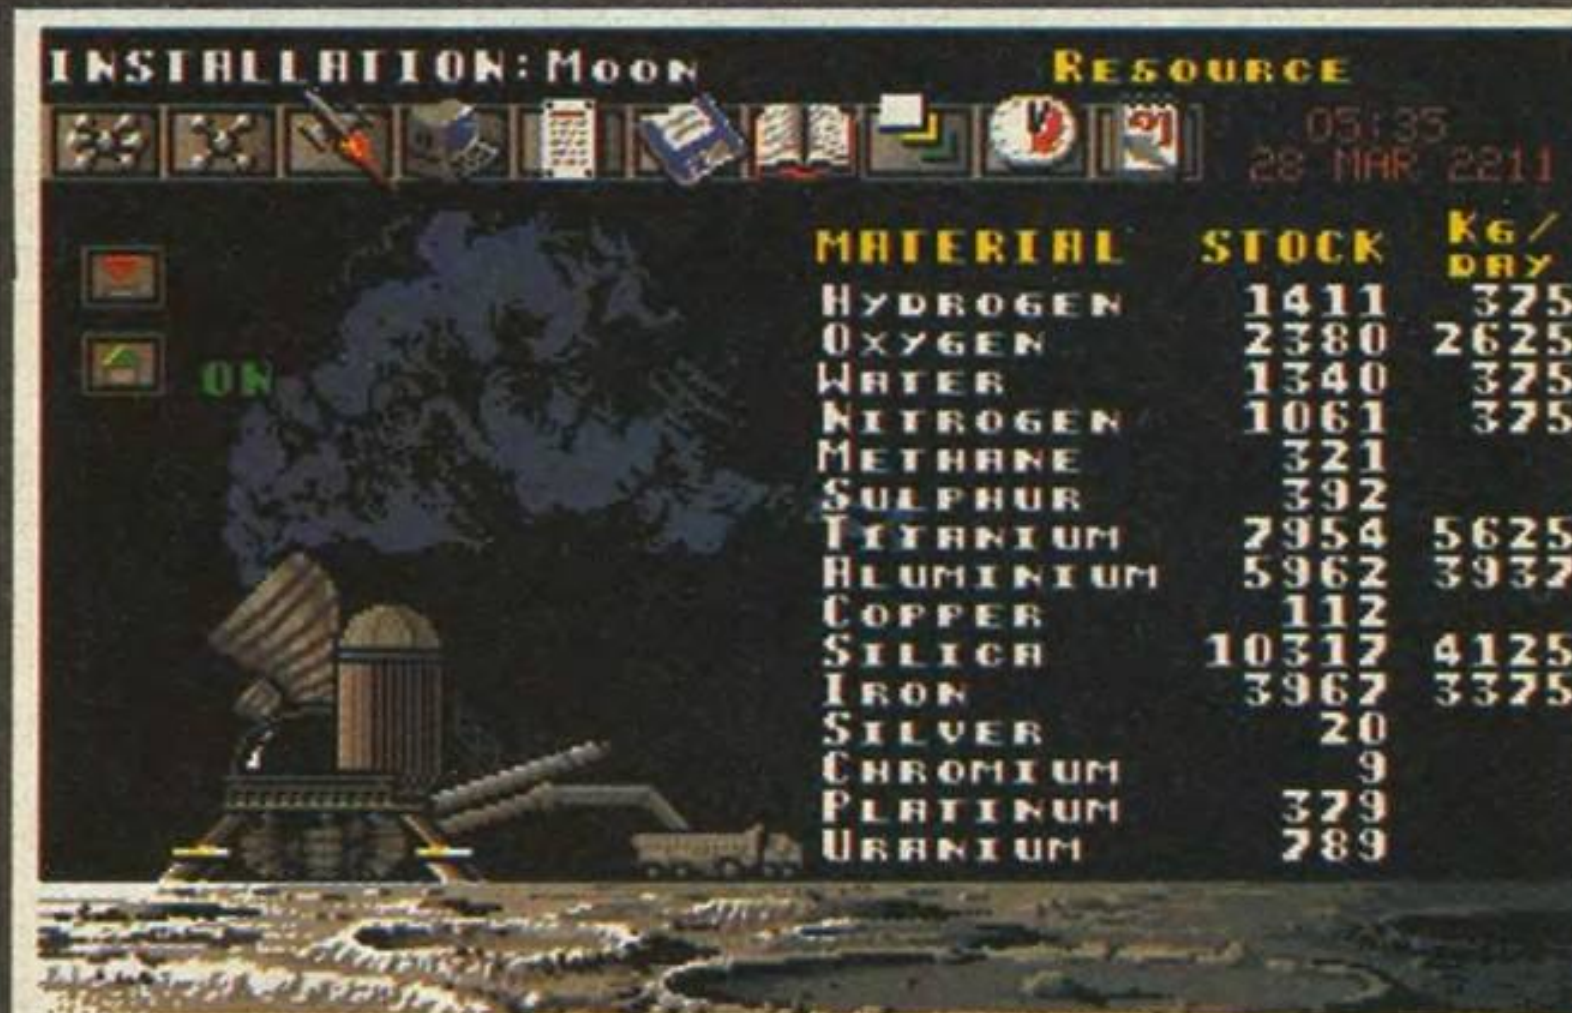 INSTALLATION: MOON RESOURCE
05:35
28 MAR 2211
MATERIAL STOCK KG/DAY
HYDROGEN 1411 375
OXYGEN 2380 2625
WATER 1340 375
NITROGEN 1061 375
METHANE 321
SULPHUR 392
TITANIUM 7954 5625
ALUMINIUM 5962 3937
COPPER 112
SILICA 10317 4125
IRON 3967 3375
SILVER 20
CHROMIUM 9
PLATINUM 379
URANIUM 789
ON